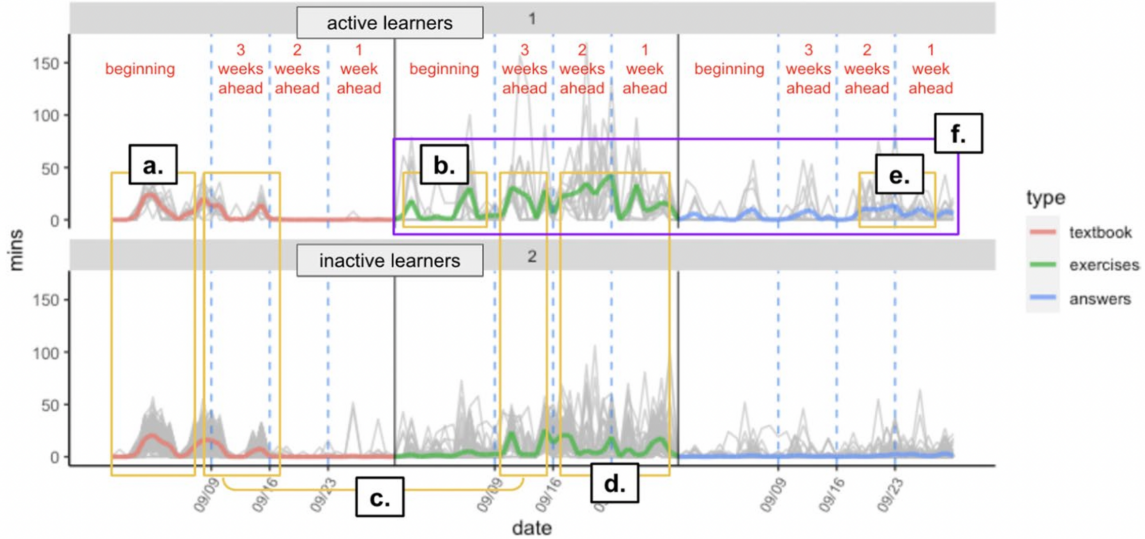 active learners
1
3
2
1
3
2
1
3
2
1
beginning
weeks
weeks
week
beginning
weeks
weeks
week
beginning
weeks
weeks
week
ahead
ahead
ahead
ahead
ahead
ahead
ahead
ahead
ahead
150
100
50
0
a.
b.
e.
f.
inactive learners
2
150
100
50
0
mins
c.
d.
09/09
09/16
09/23
09/09
09/16
09/09
09/16
09/23
date
type
textbook
exercises
answers